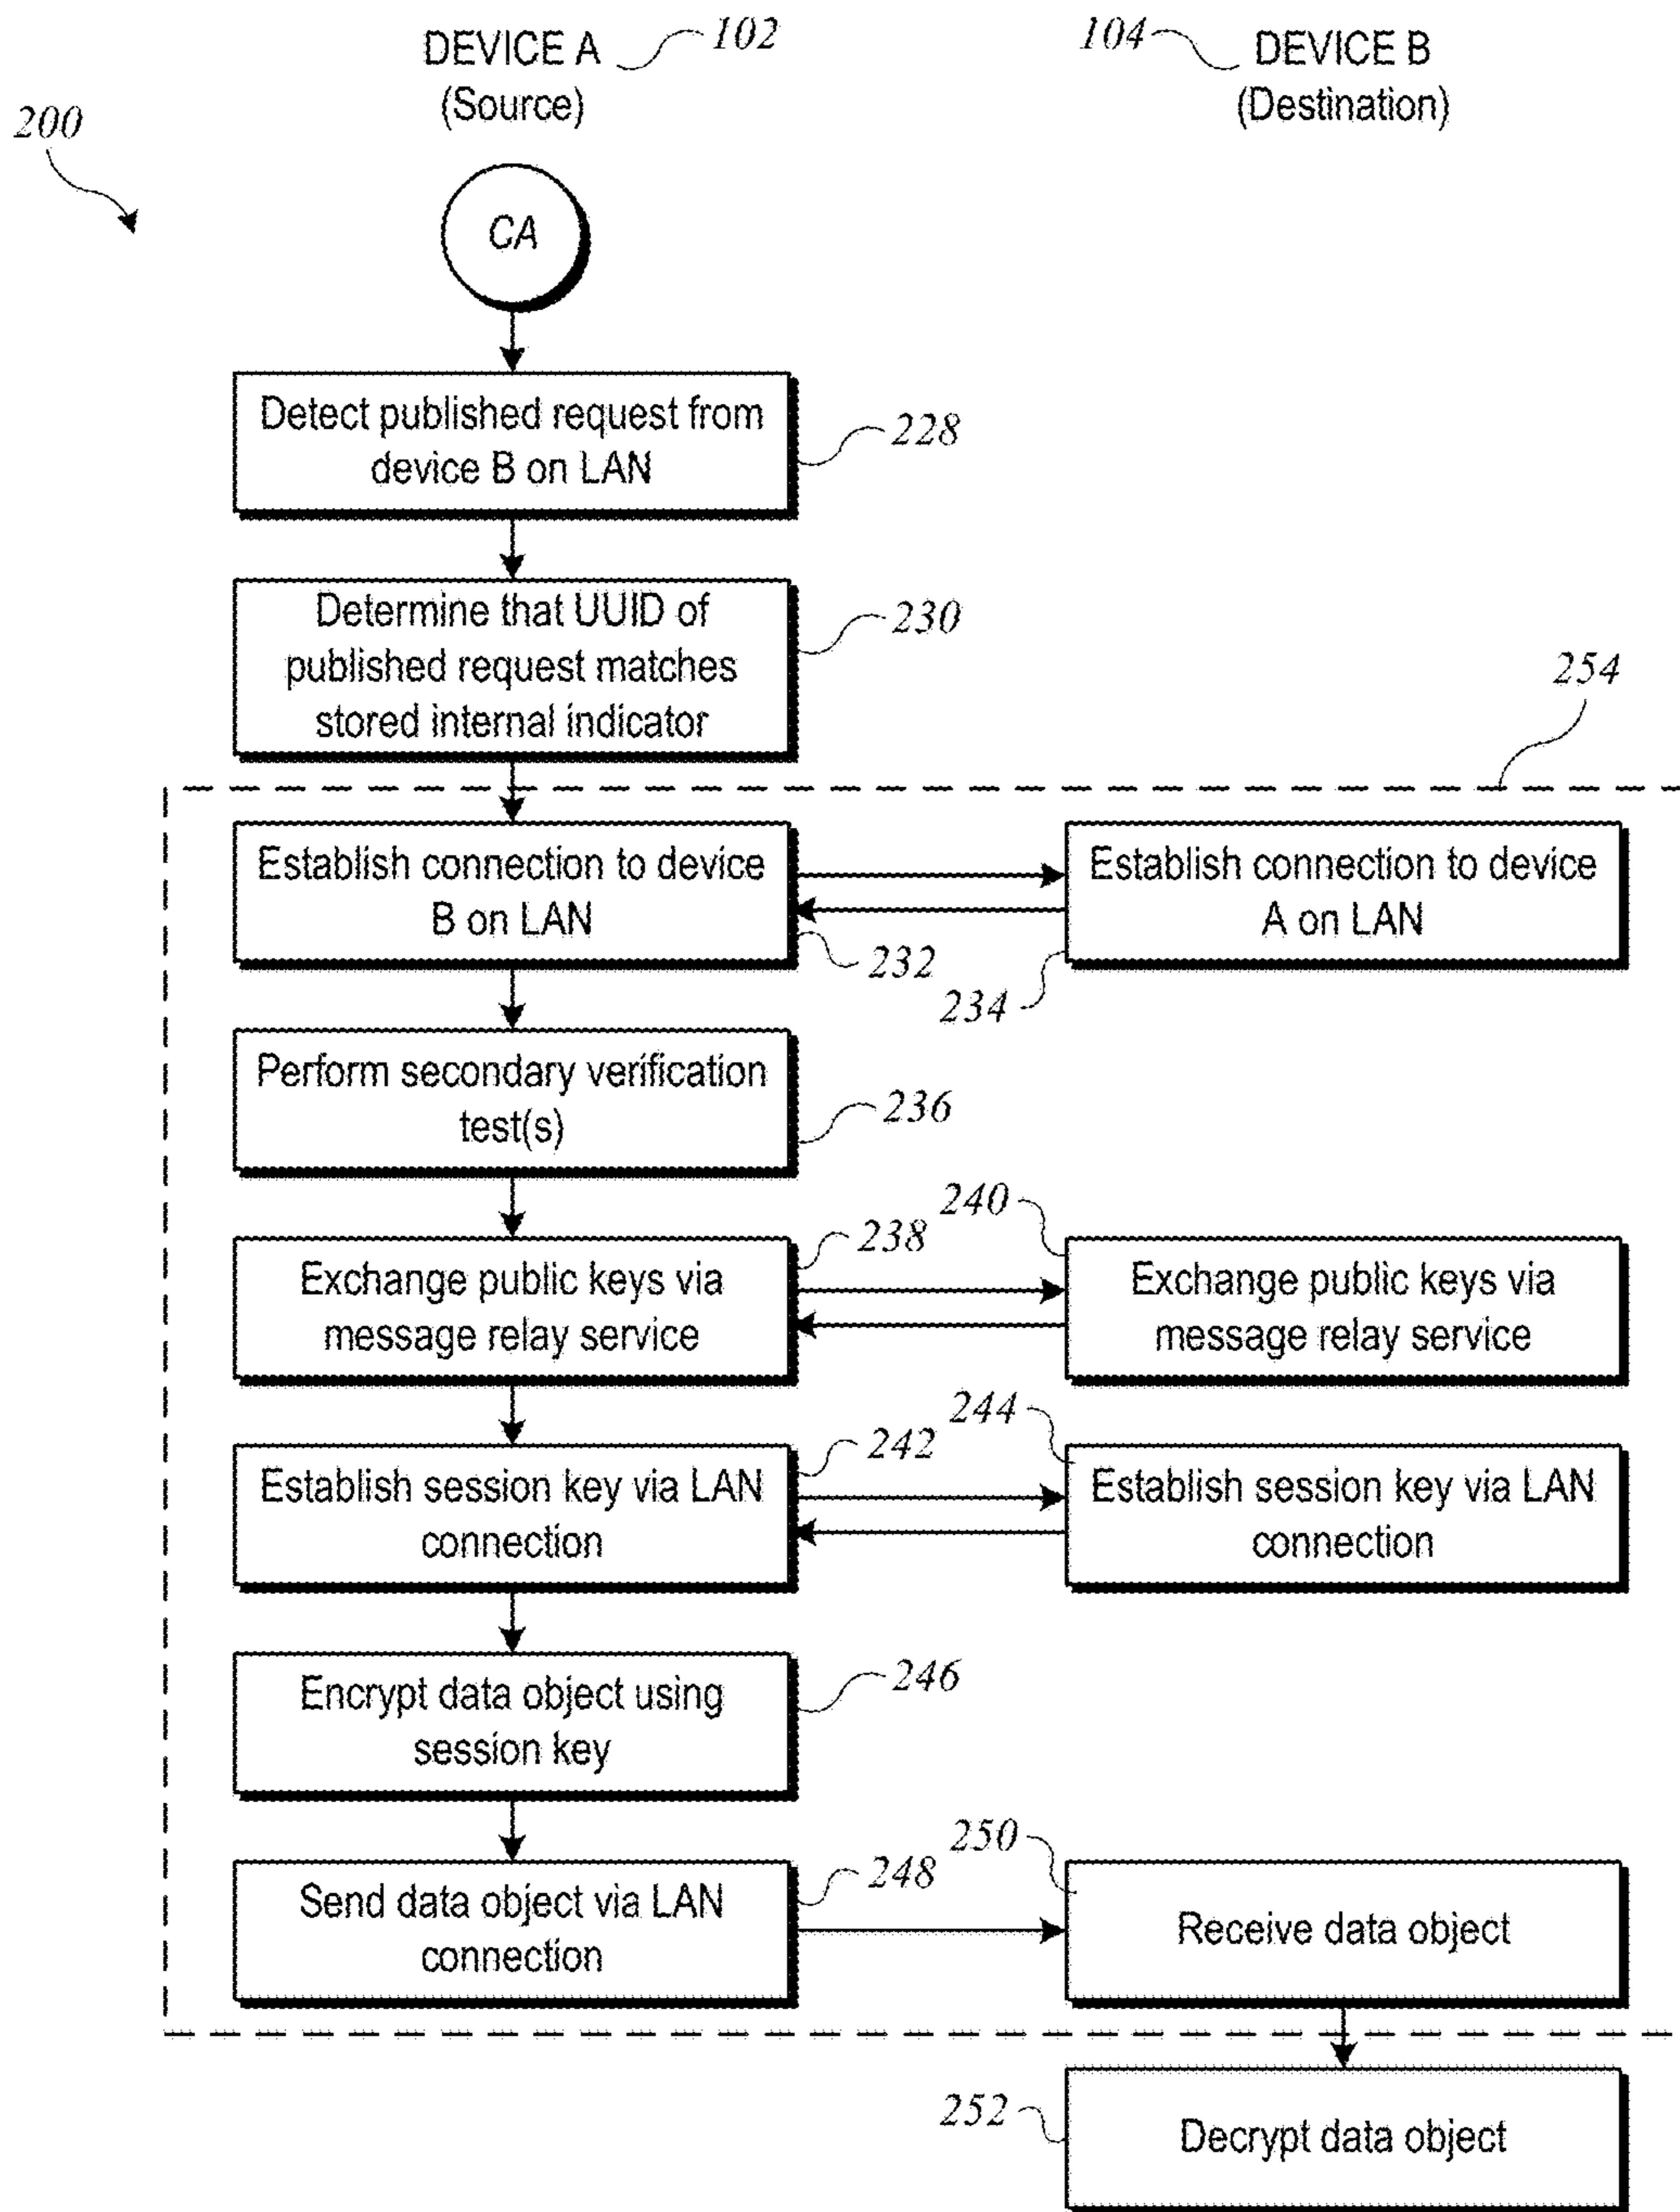 DEVICE A 102
(Source)
104 DEVICE B
(Destination)
200
CA
Detect published request from
device B on LAN
228
Determine that UUID of
published request matches
stored internal indicator
230
254
Establish connection to device
B on LAN
232
Establish connection to device
A on LAN
234
Perform secondary verification
test(s)
236
Exchange public keys via
message relay service
238
240
Exchange public keys via
message relay service
Establish session key via LAN
connection
242
244
Establish session key via LAN
connection
Encrypt data object using
session key
246
Send data object via LAN
connection
248
250
Receive data object
252
Decrypt data object